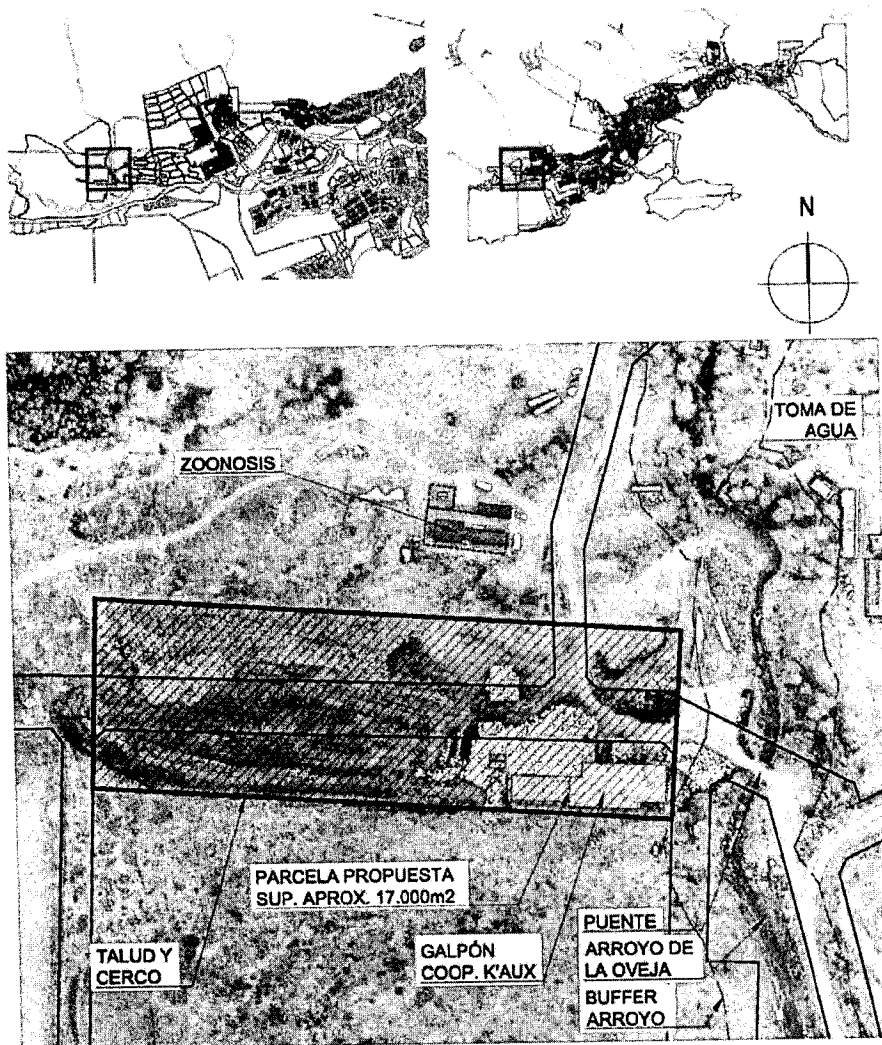 N
TOMA DE
AGUA
ZOONOSIS
PARCELA PROPUESTA
SUP. APROX. 17.000m2
TALUD Y
CERCO
GALPÓN
COOP. K'AUX
PUENTE
ARROYO DE
LA OVEJA
BUFFER
ARROYO